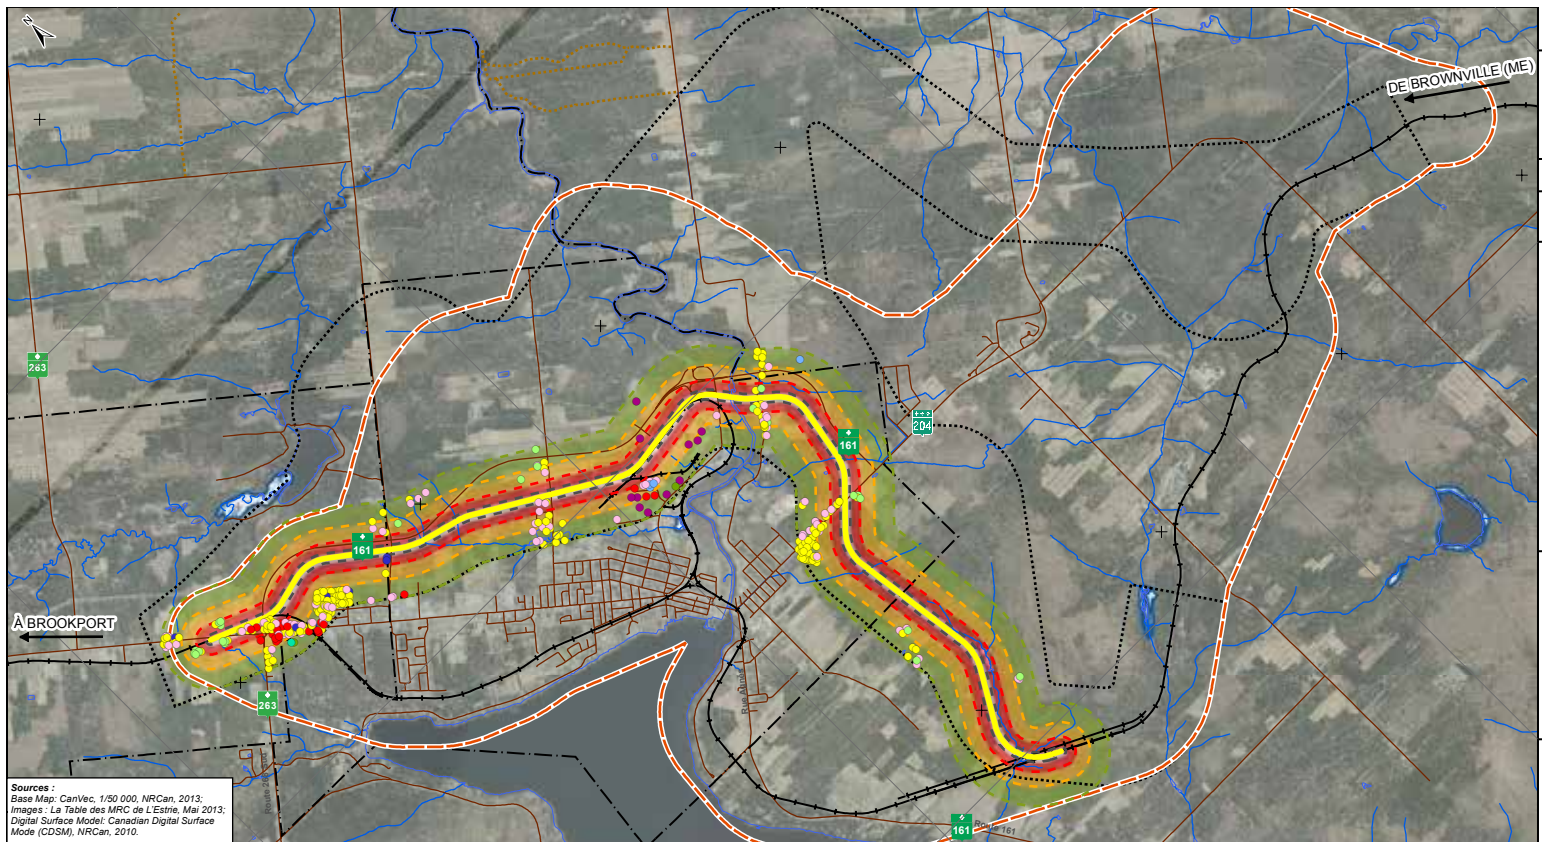 N
DE BROWNVILLE (ME)
263
204
161
161
À BROOKPORT
263
161
Route 161
Sources :
Base Map: CanVec, 1/50 000, NRCan, 2013;
Images : La Table des MRC de L'Estrie, Mai 2013;
Digital Surface Model: Canadian Digital Surface
Mode (CDSM), NRCan, 2010.